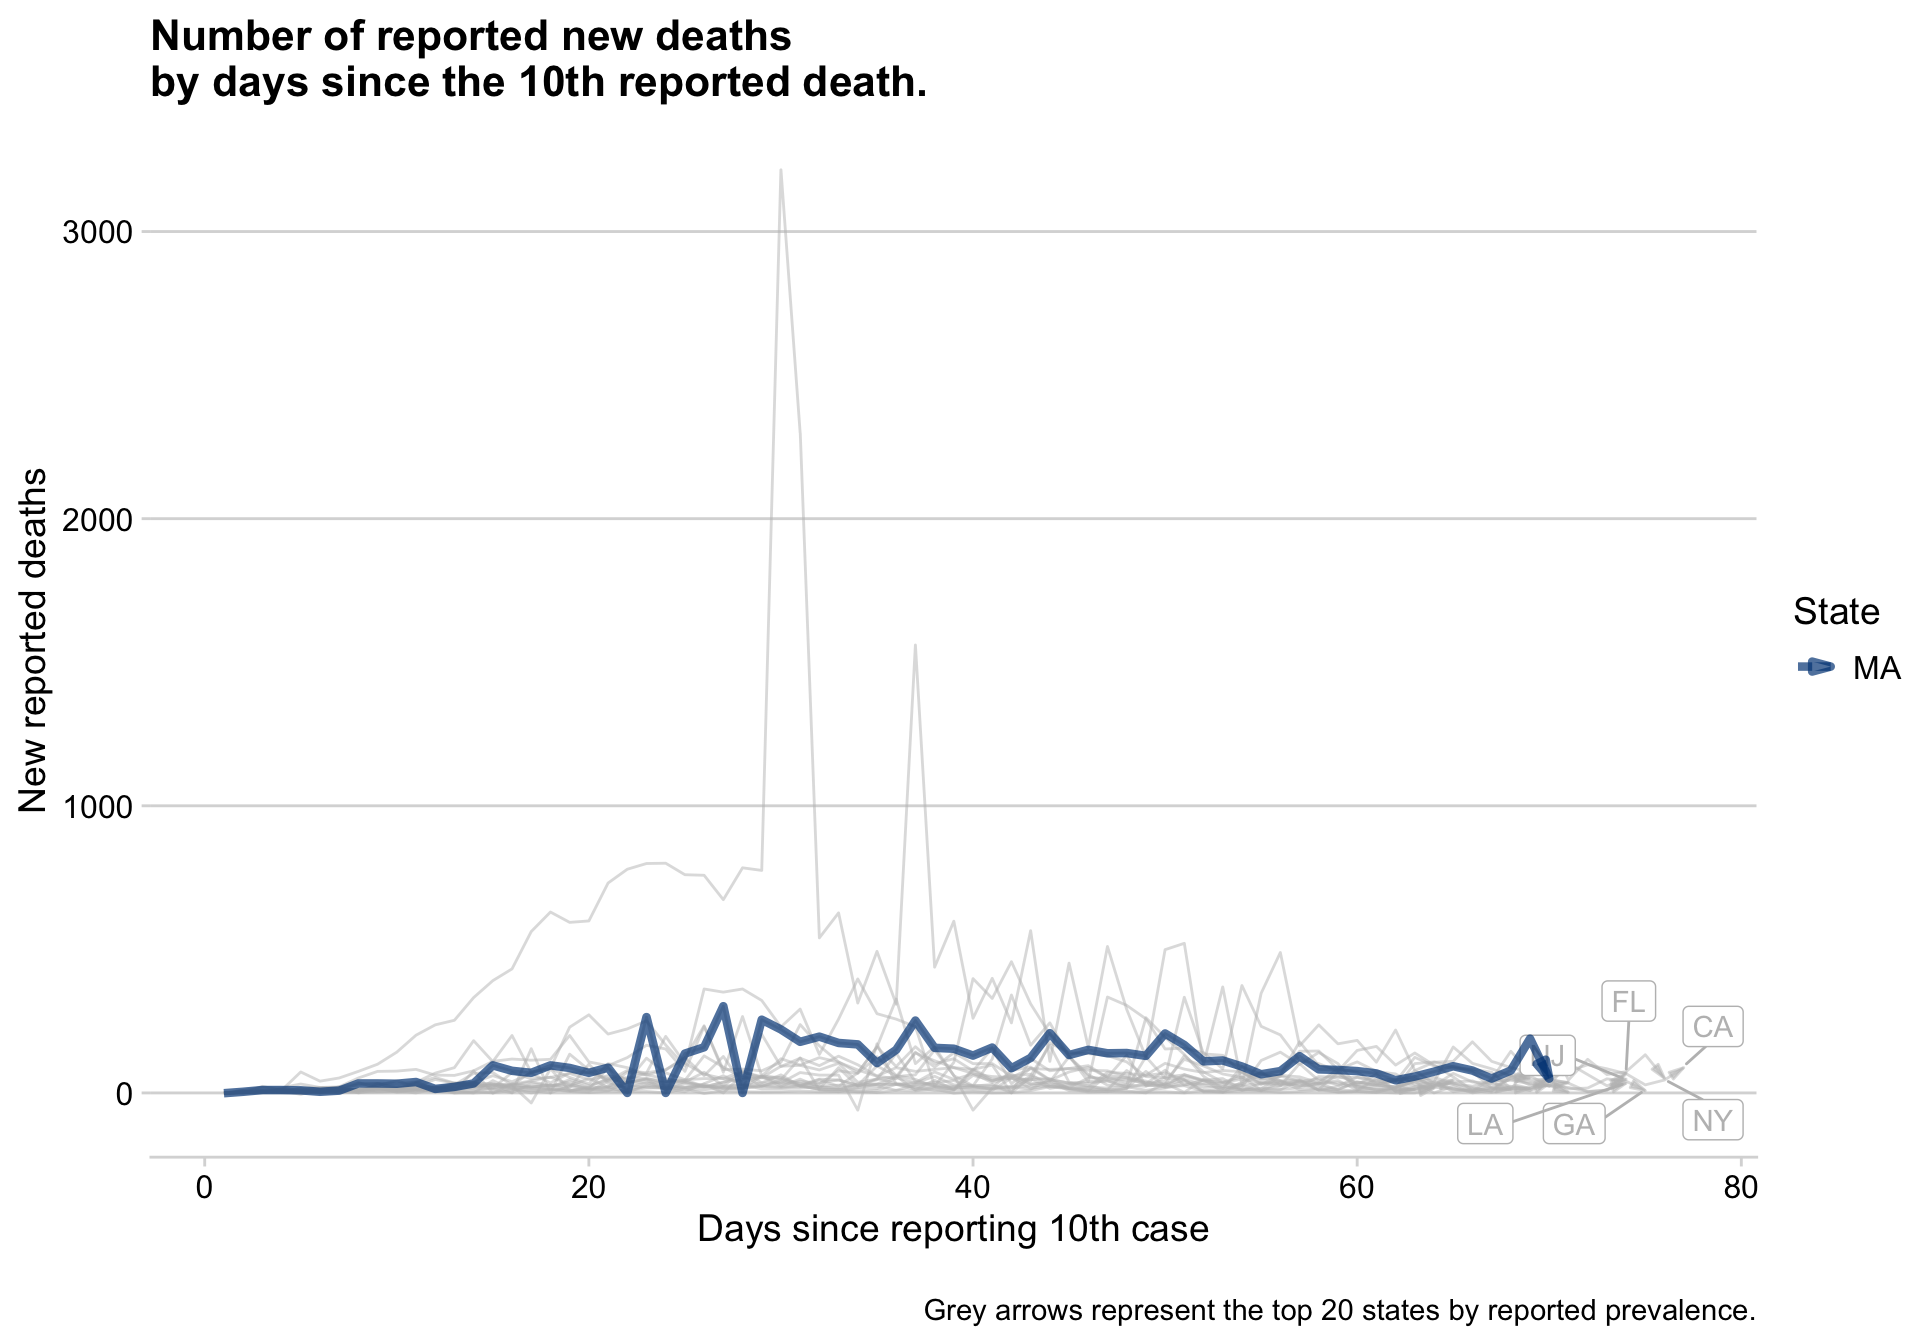 Number of reported new deaths
by days since the 10th reported death.
New reported deaths
3000
2000
1000
0
0
20
40
60
80
Days since reporting 10th case
FL
CA
LA
GA
NY
State
MA
Grey arrows represent the top 20 states by reported prevalence.